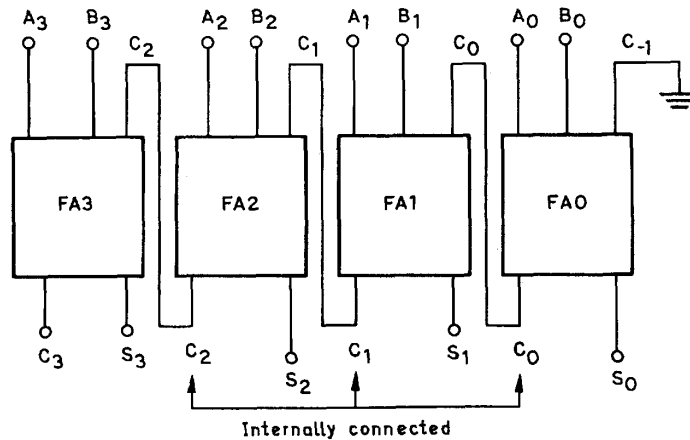 A3 B3 C2 A2 B2 C1 A1 B1 C0 A0 B0 C-1
FA3 FA2 FA1 FA0
C3 S3 C2 S2 C1 S1 C0 S0
Internally connected